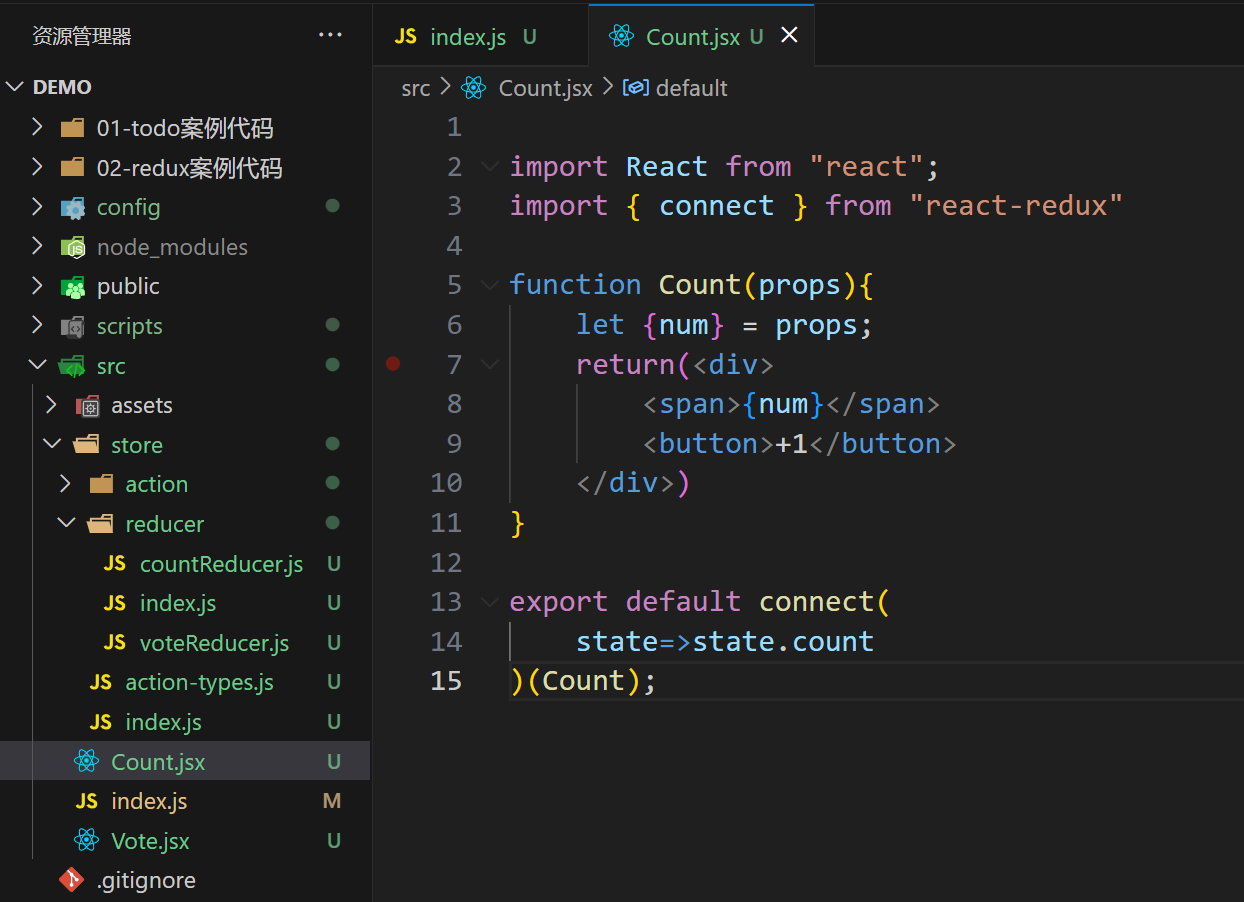 资源管理器
DEMO
01-todo案例代码
02-redux案例代码
config
node_modules
public
scripts
src
assets
store
action
reducer
JS countReducer.js U
JS index.js U
JS voteReducer.js U
JS action-types.js U
JS index.js U
Count.jsx U
JS index.js M
Vote.jsx U
.gitignore
JS index.js U Count.jsx U
src > Count.jsx > default
1
2 import React from "react";
3 import { connect } from "react-redux"
4
5 function Count(props){
6 let {num} = props;
7 return(<div>
8 <span>{num}</span>
9 <button>+1</button>
10 </div>)
11 }
12
13 export default connect(
14 state=>state.count
15 )(Count);